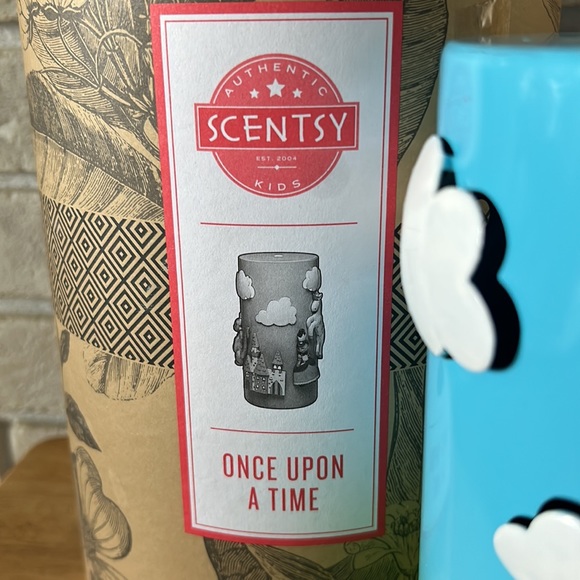 AUTHENTIC
SCENTSY
EST. 2004
KIDS
ONCE UPON
A TIME